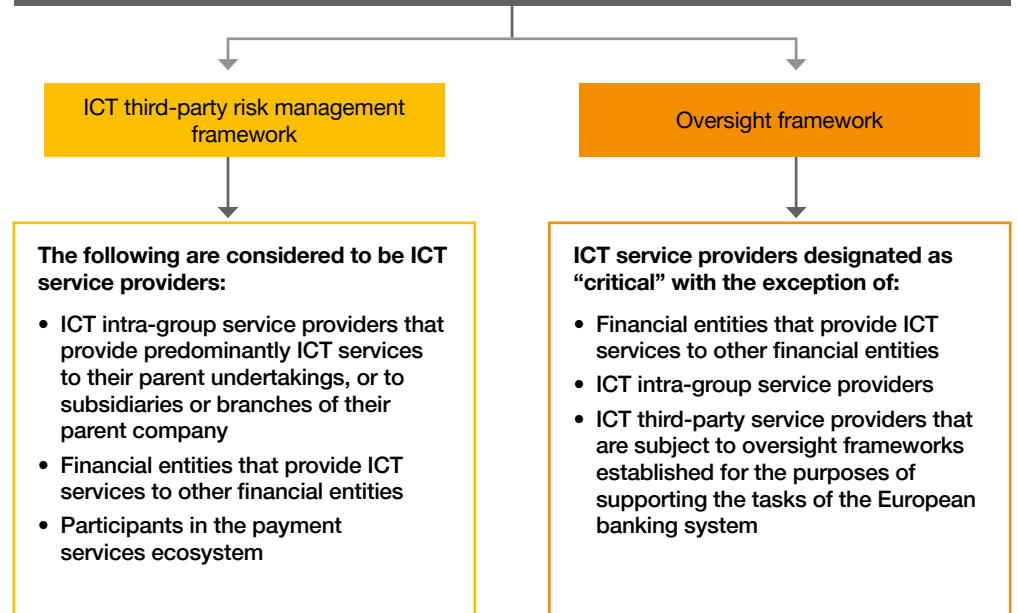 ICT third-party risk management
framework
Oversight framework
The following are considered to be ICT
service providers:
• ICT intra-group service providers that
provide predominantly ICT services
to their parent undertakings, or to
subsidiaries or branches of their
parent company
• Financial entities that provide ICT
services to other financial entities
• Participants in the payment
services ecosystem
ICT service providers designated as
“critical” with the exception of:
• Financial entities that provide ICT
services to other financial entities
• ICT intra-group service providers
• ICT third-party service providers that
are subject to oversight frameworks
established for the purposes of
supporting the tasks of the European
banking system